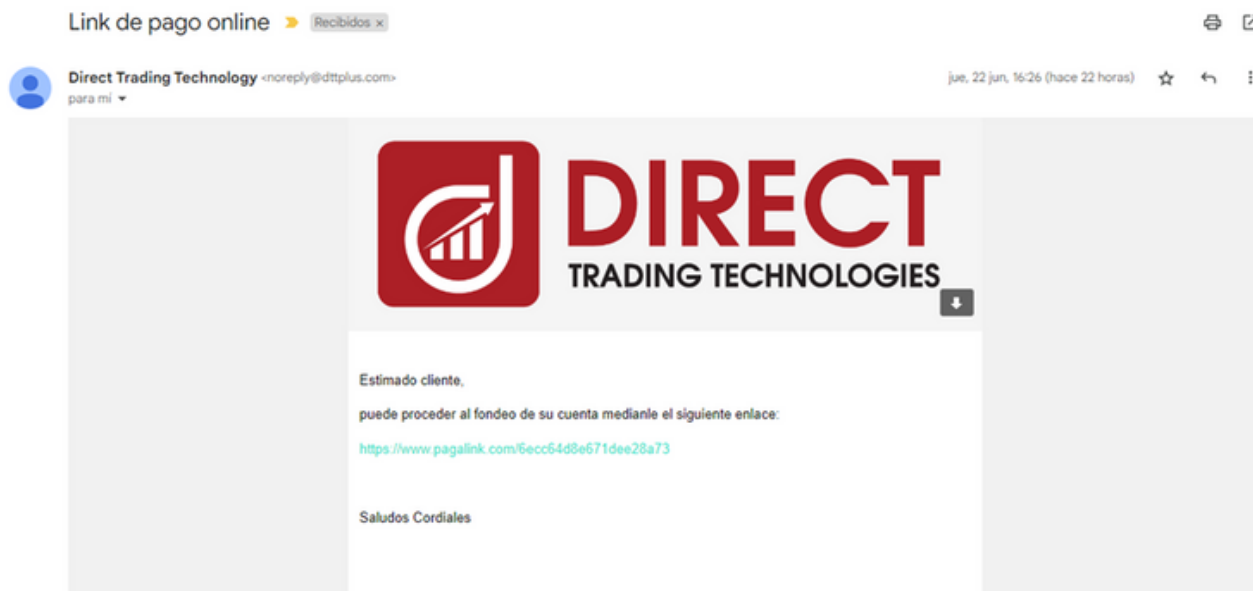 Link de pago online Recibidos x
Direct Trading Technology <noreply@dttplus.com> jue, 22 jun, 16:26 (hace 22 horas)
para mí
DIRECT
TRADING TECHNOLOGIES
Estimado cliente,
puede proceder al fondeo de su cuenta medianle el siguiente enlace:
https://www.pagalink.com/6ecc64d8e671dee28a73
Saludos Cordiales